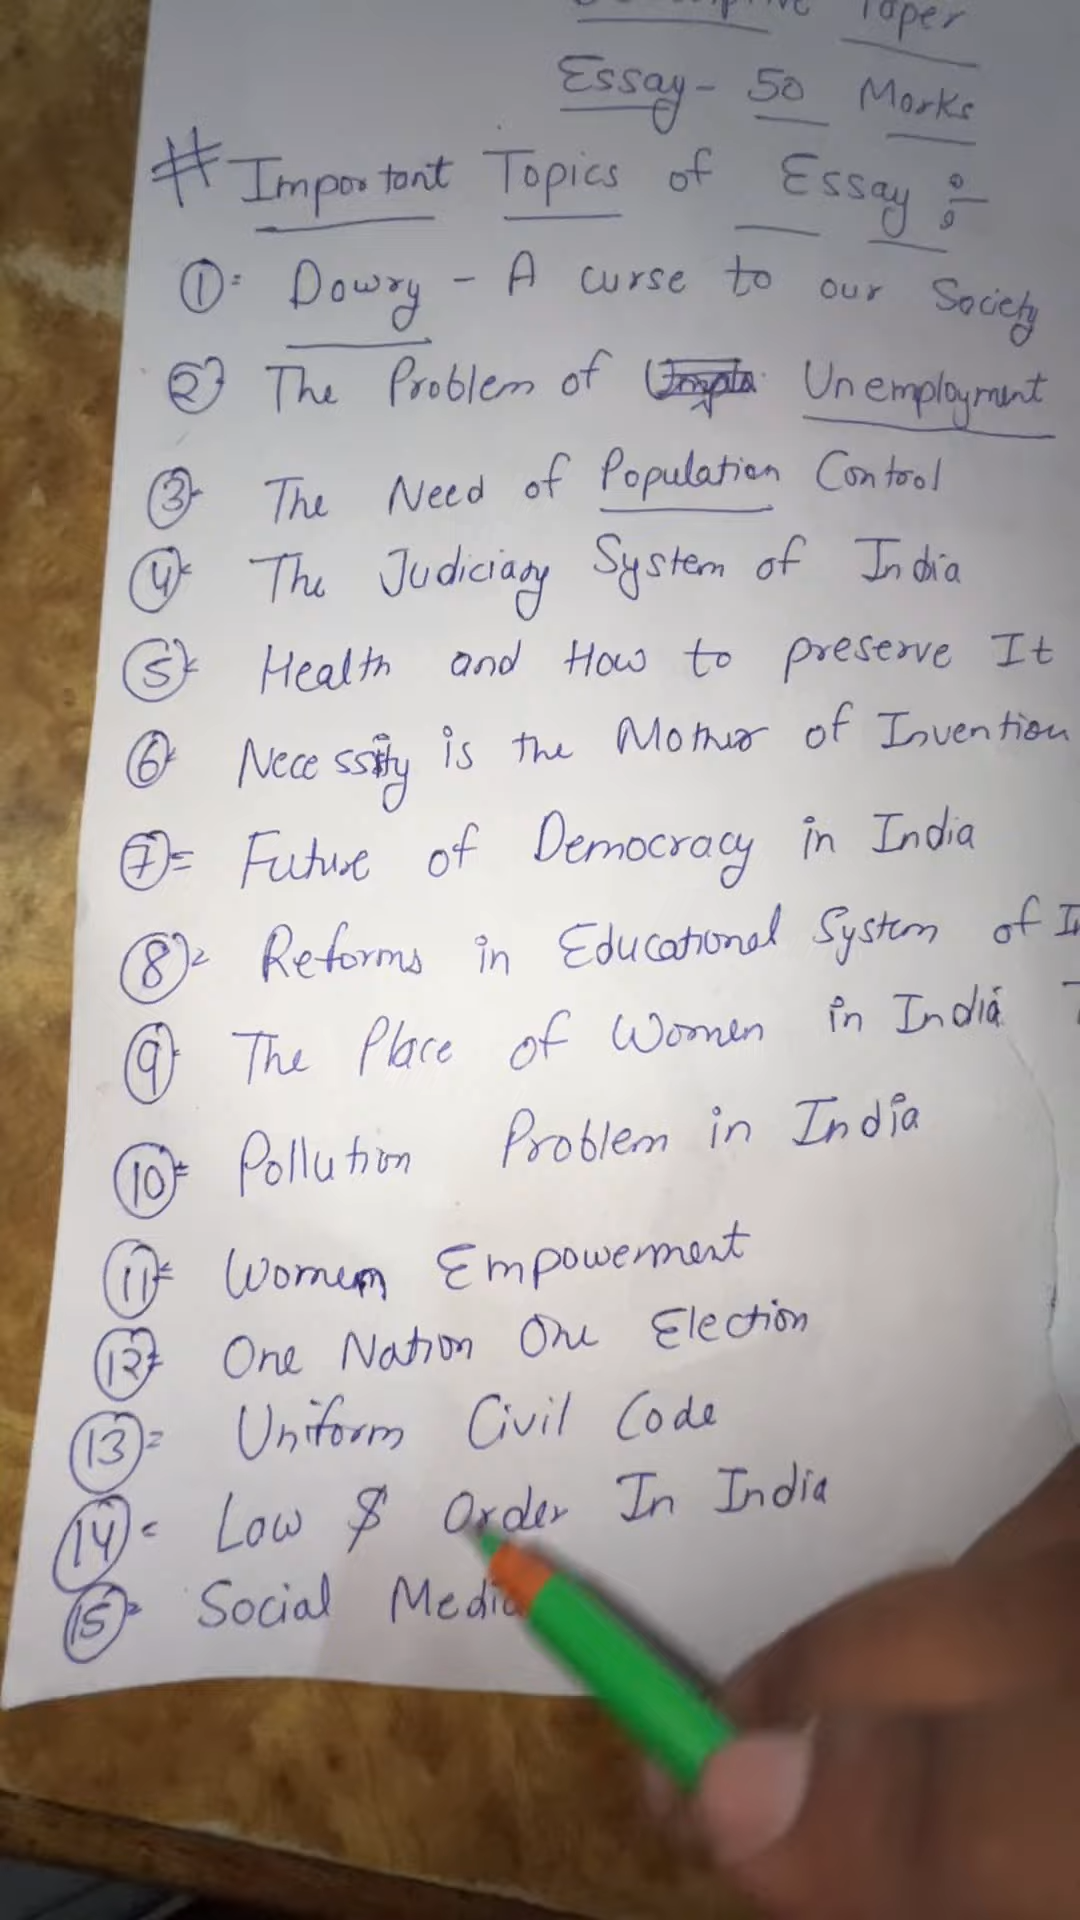 Paper
Essay - 50 Marks
# Important Topics of Essay :-
1 = Dowry - A curse to our Society
2 The Problem of Unemployment
3 The Need of Population Control
4 The Judiciary System of India
5 Health and How to preserve It
6 Necessity is the Mother of Invention
7 = Future of Democracy in India
8 = Reforms in Educational System of
9 The Place of Women in India
10 = Pollution Problem in India
11 = Women Empowerment
12 = One Nation One Election
13 = Uniform Civil Code
14 = Law $ Order In India
15 = Social Media